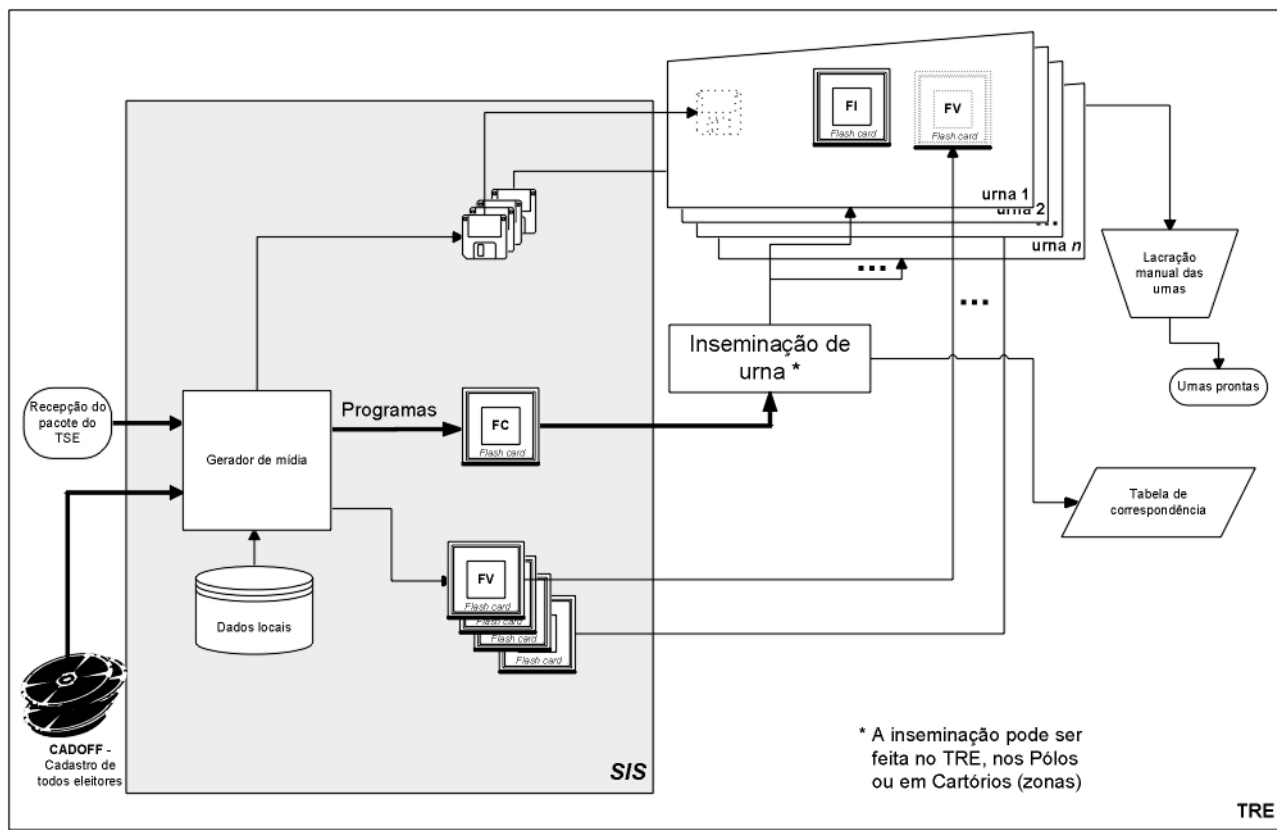 FI
Flash card
FV
Flash card
urna 1
urna 2
...
urna n
...
...
Lacração
manual das
urnas
Urnas prontas
Inseminação de
urna *
Recepção do
pacote do
TSE
Programas
FC
Flash card
Gerador de mídia
Tabela de
correspondência
FV
Flash card
Flash card
Flash card
Flash card
Dados locais
CADOFF -
Cadastro de
todos eleitores
SIS
* A inseminação pode ser
feita no TRE, nos Pólos
ou em Cartórios (zonas)
TRE